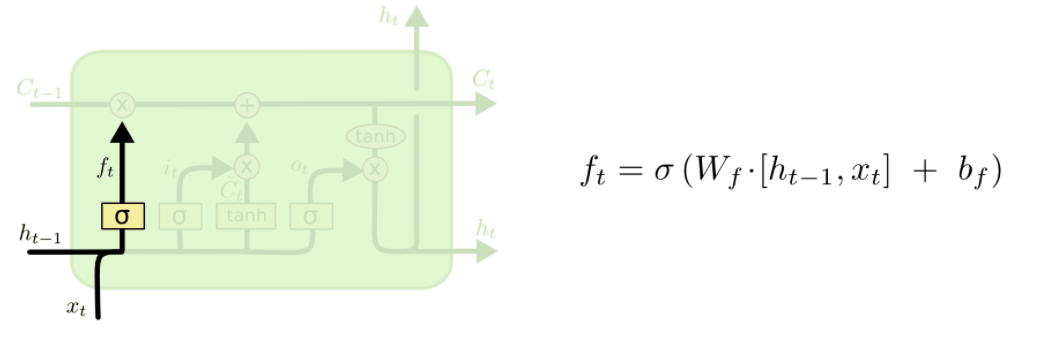 h_t
C_{t-1}
C_t
x
+
tanh
f_t
i_t
x
o_t
x
C̃_t
σ
σ
tanh
σ
h_{t-1}
h_t
x_t
f_t = σ (W_f · [h_{t-1}, x_t] + b_f)